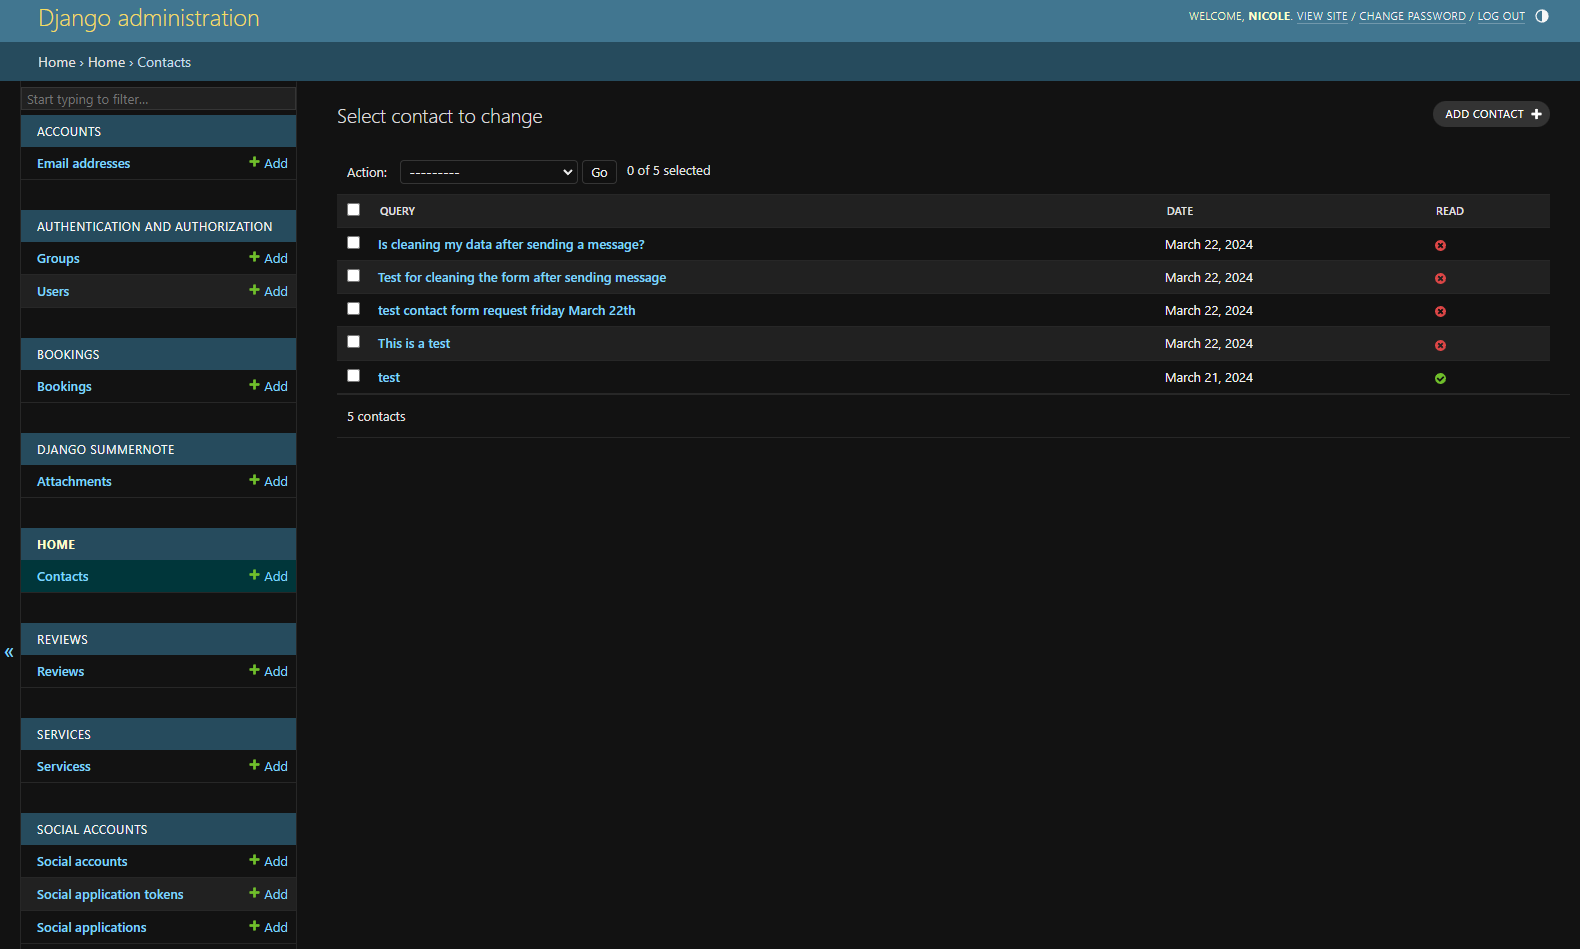 Django administration
WELCOME, NICOLE. VIEW SITE / CHANGE PASSWORD / LOG OUT
Home › Home › Contacts
Start typing to filter...
ACCOUNTS
Email addresses + Add
AUTHENTICATION AND AUTHORIZATION
Groups + Add
Users + Add
BOOKINGS
Bookings + Add
DJANGO SUMMERNOTE
Attachments + Add
HOME
Contacts + Add
REVIEWS
Reviews + Add
SERVICES
Servicess + Add
SOCIAL ACCOUNTS
Social accounts + Add
Social application tokens + Add
Social applications + Add
«
Select contact to change
ADD CONTACT +
Action: --------- Go 0 of 5 selected
QUERY DATE READ
Is cleaning my data after sending a message? March 22, 2024
Test for cleaning the form after sending message March 22, 2024
test contact form request friday March 22th March 22, 2024
This is a test March 22, 2024
test March 21, 2024
5 contacts